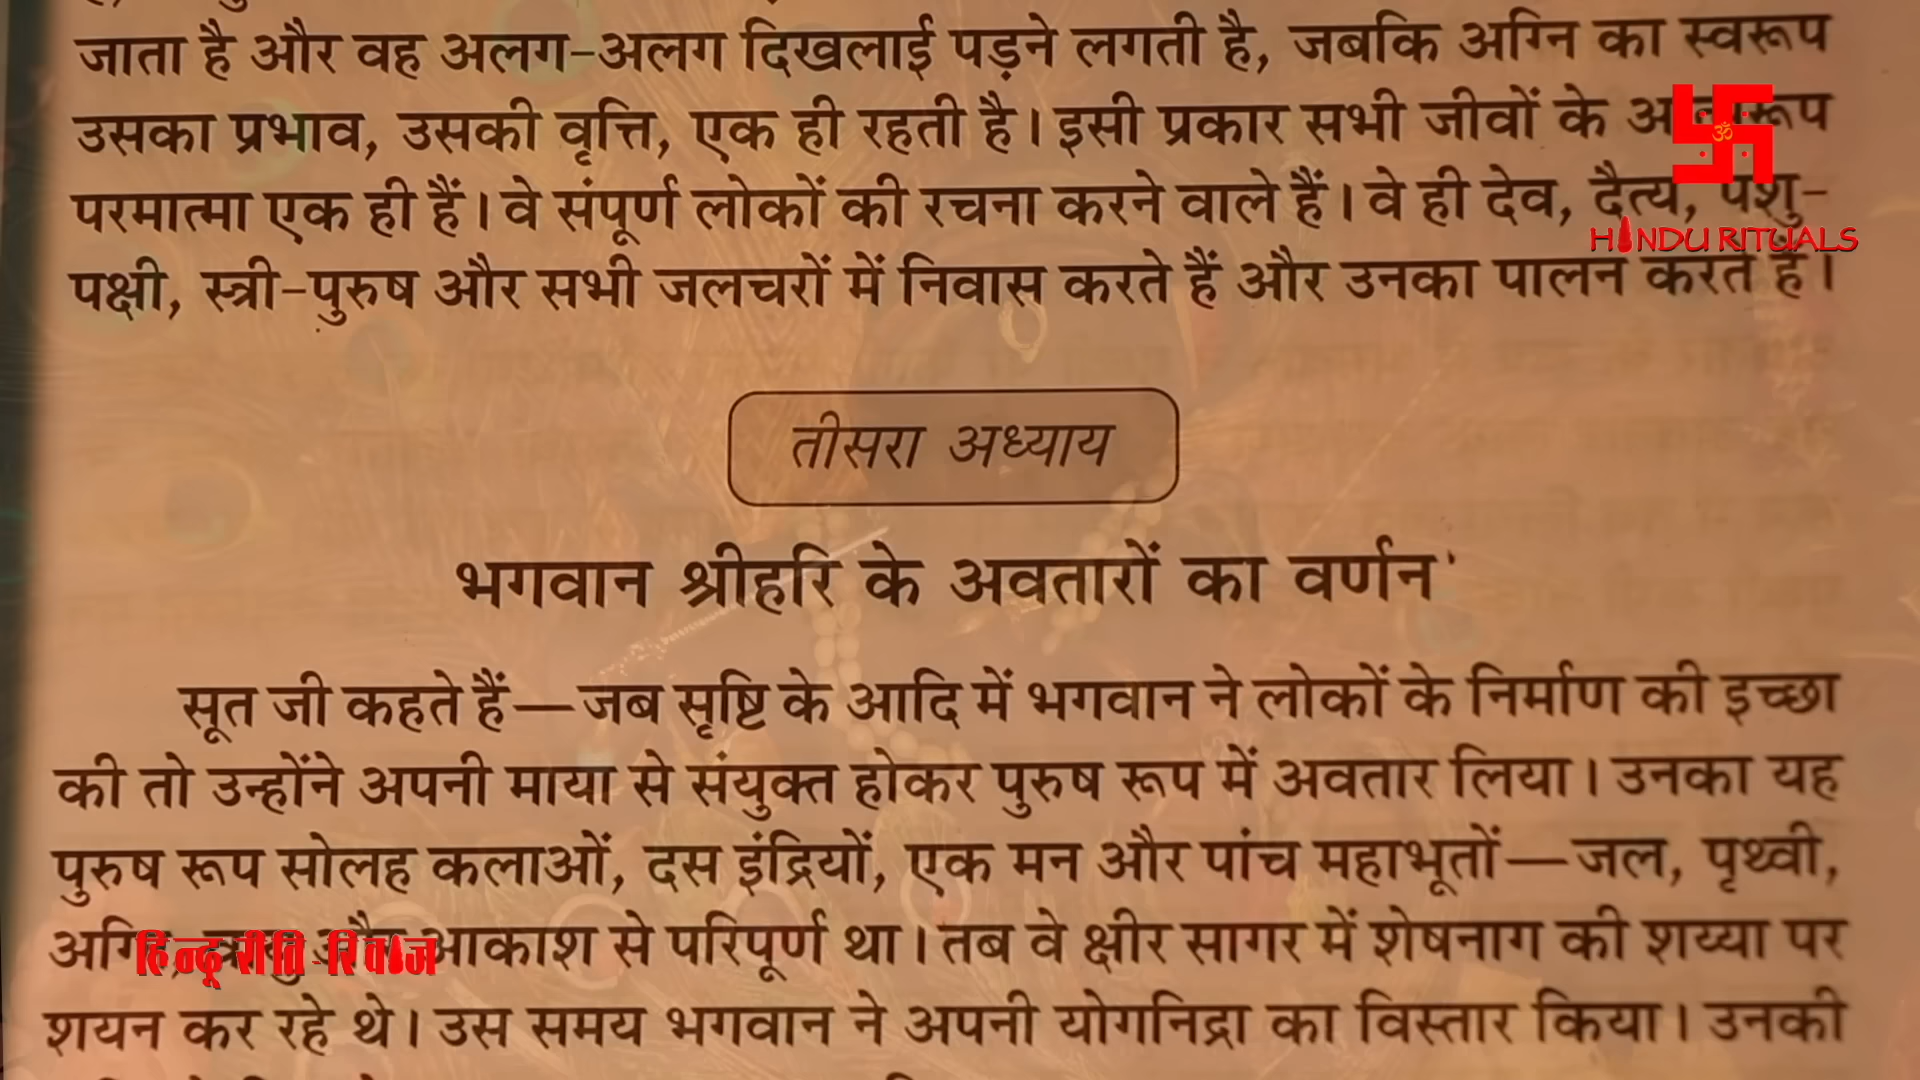 जाता है और वह अलग-अलग दिखलाई पड़ने लगती है, जबकि अग्नि का स्वरूप
उसका प्रभाव, उसकी वृत्ति, एक ही रहती है। इसी प्रकार सभी जीवों के
परमात्मा एक ही हैं। वे संपूर्ण लोकों की रचना करने वाले हैं। वे ही देव, दैत्य, पशु-
HINDU RITUALS
पक्षी, स्त्री-पुरुष और सभी जलचरों में निवास करते हैं और उनका पालन करते हैं।
तीसरा अध्याय
भगवान श्रीहरि के अवतारों का वर्णन
सूत जी कहते हैं—जब सृष्टि के आदि में भगवान ने लोकों के निर्माण की इच्छा
की तो उन्होंने अपनी माया से संयुक्त होकर पुरुष रूप में अवतार लिया। उनका यह
पुरुष रूप सोलह कलाओं, दस इंद्रियों, एक मन और पांच महाभूतों—जल, पृथ्वी,
आकाश से परिपूर्ण था। तब वे क्षीर सागर में शेषनाग की शय्या पर
हिन्दू रीति-रिवाज
शयन कर रहे थे। उस समय भगवान ने अपनी योगनिद्रा का विस्तार किया। उनकी